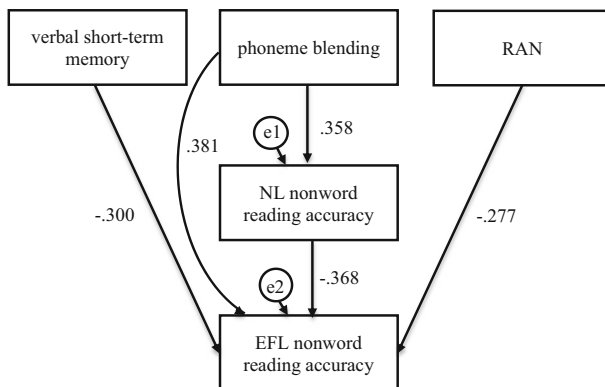 verbal short-term
memory
phoneme blending
RAN
.358
e1
.381
NL nonword
reading accuracy
-.300
-.277
-.368
e2
EFL nonword
reading accuracy